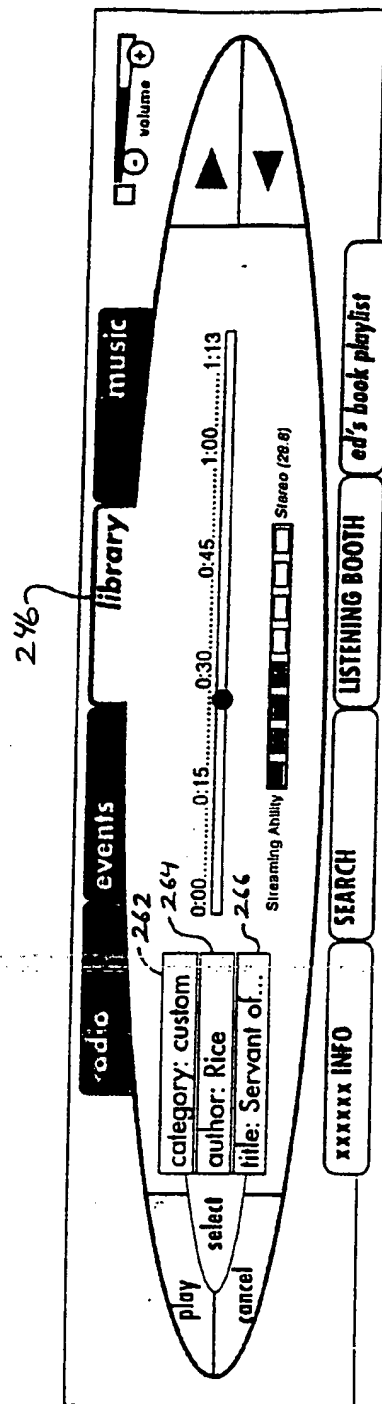 246
radio
events
library
music
volume
262
264
266
category: custom
author: Rice
title: Servant of...
play
select
cancel
0:00..........0:15..........0:30..........0:45..........1:00..........1:13
Streaming Ability
Stereo (28.8)
xxxxxx INFO
SEARCH
LISTENING BOOTH
ed's book playlist